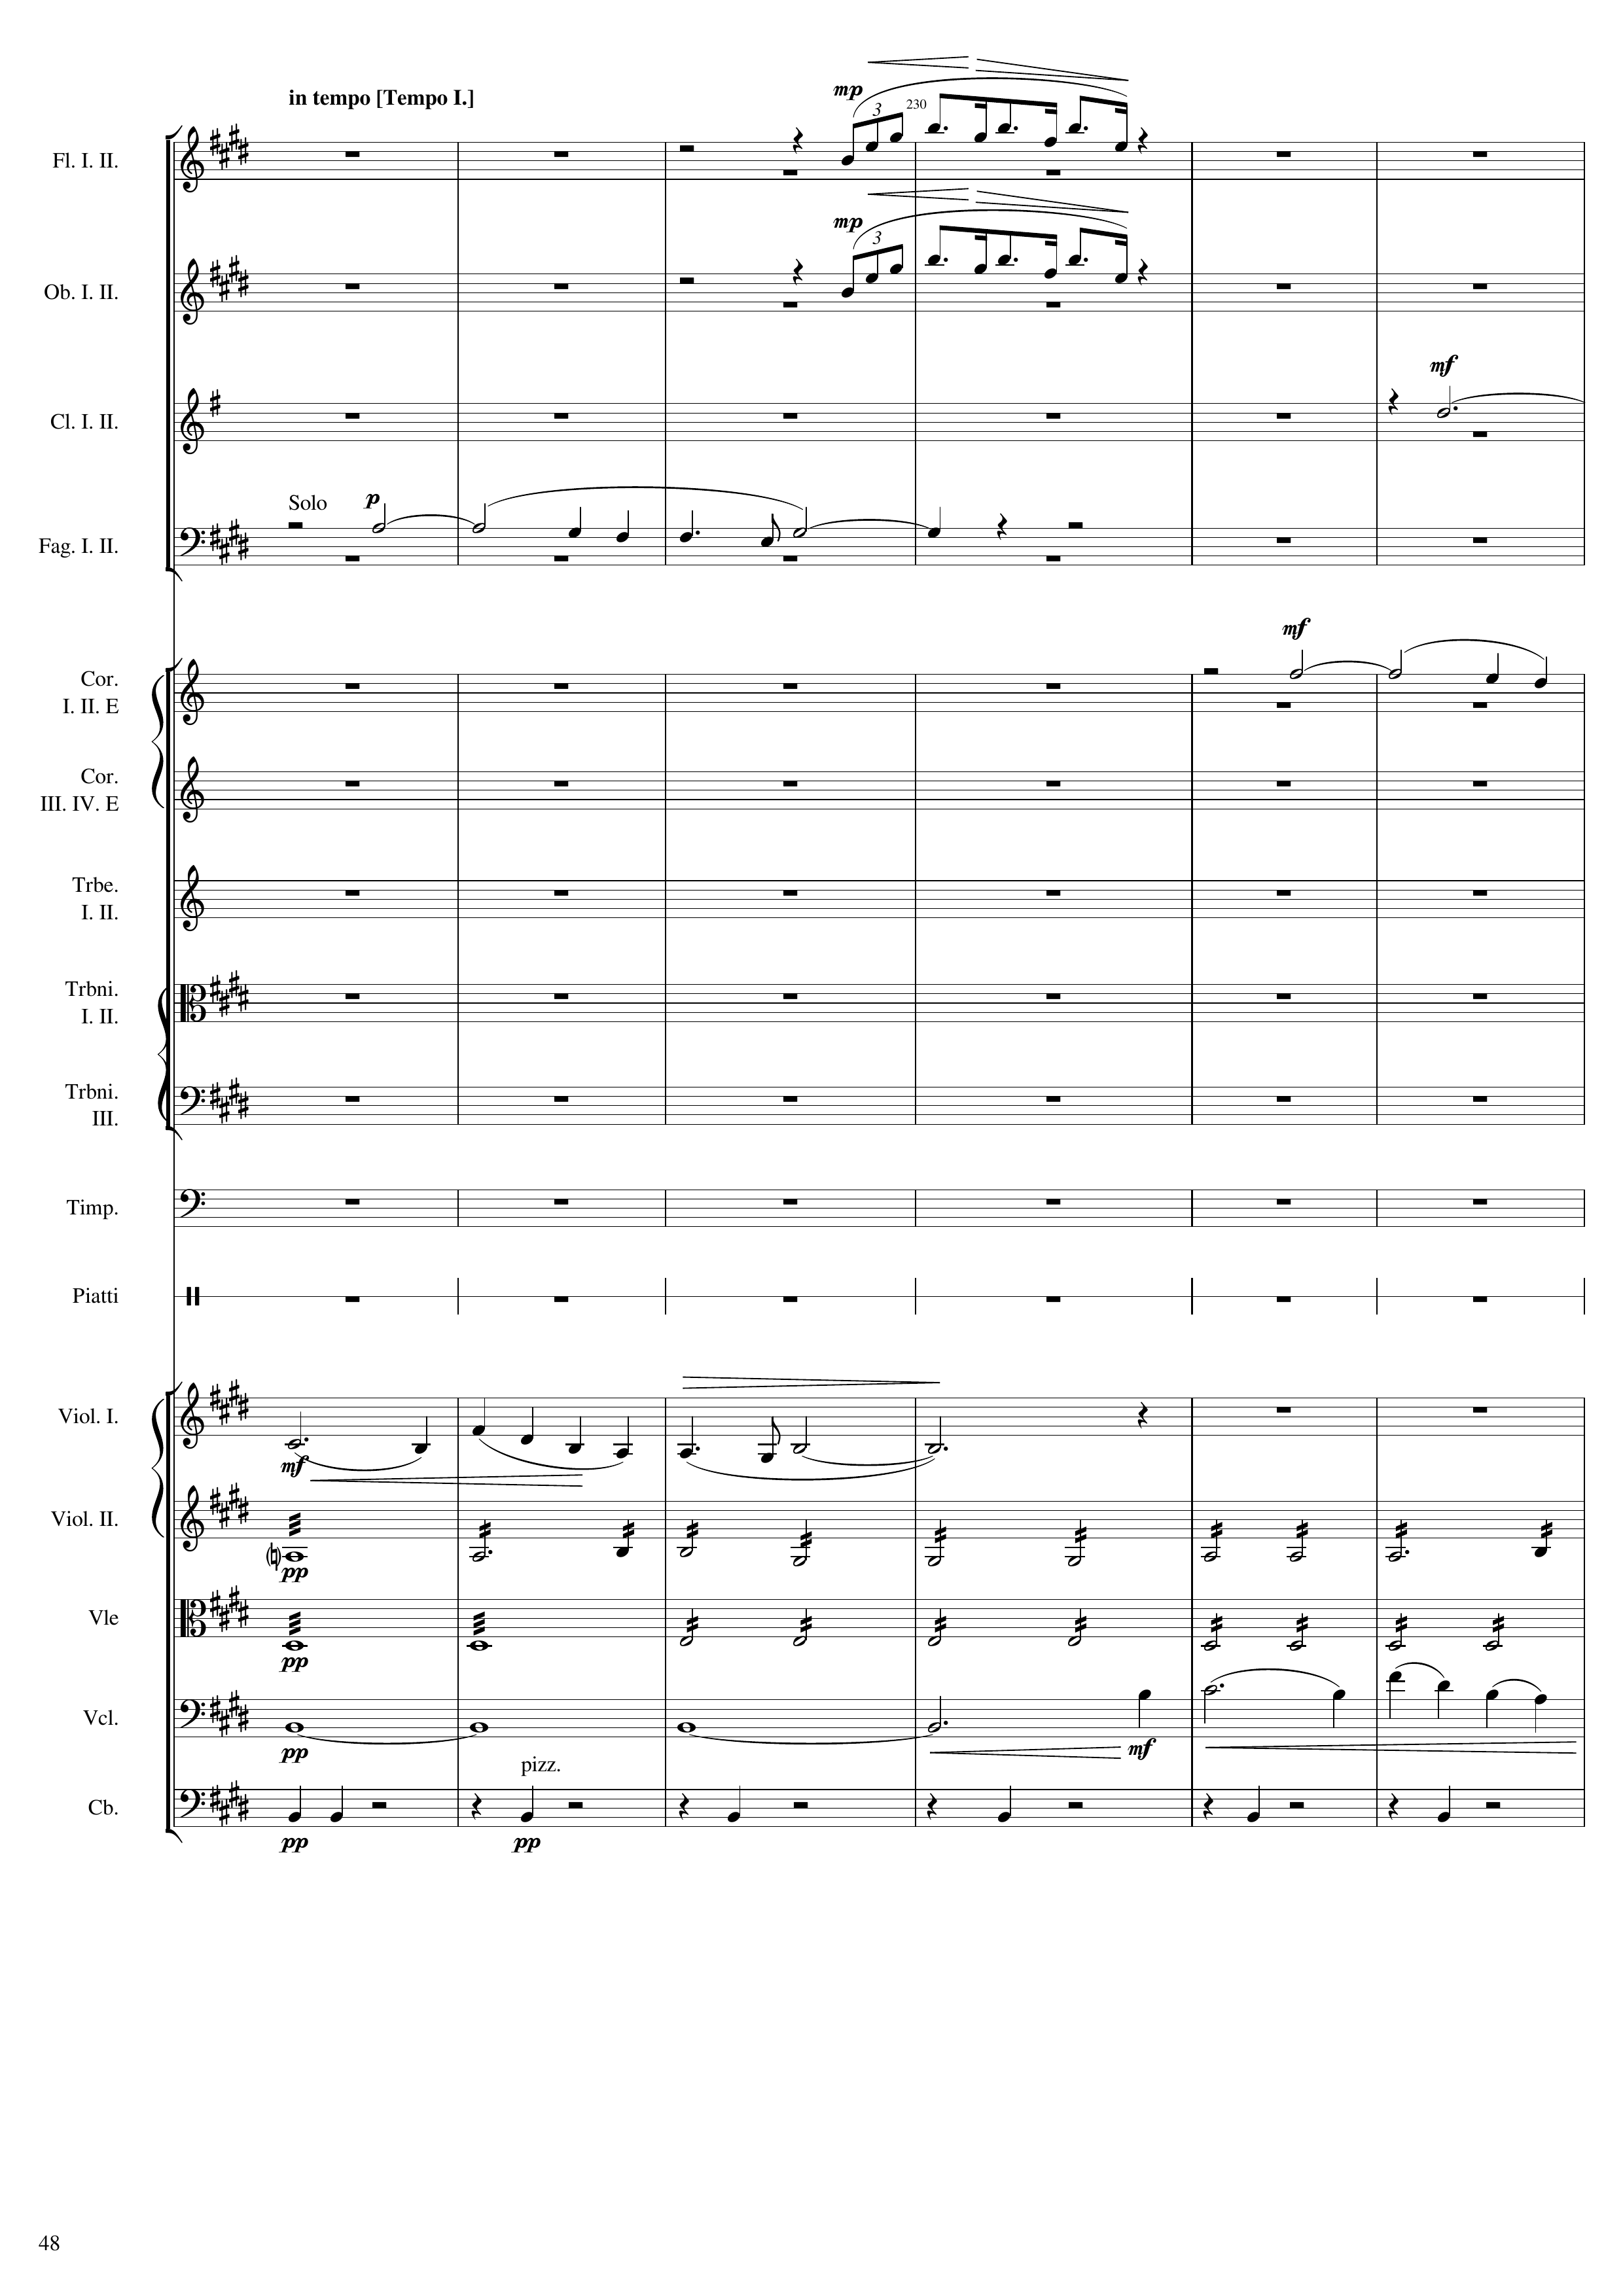 in tempo [Tempo I.]
mp
3
230
Fl. I. II.
mp
3
Ob. I. II.
mf
Cl. I. II.
Solo
p
Fag. I. II.
mf
Cor.
I. II. E
Cor.
III. IV. E
Trbe.
I. II.
Trbni.
I. II.
Trbni.
III.
Timp.
Piatti
Viol. I.
mf
Viol. II.
pp
Vle
pp
Vcl.
pp
mf
pizz.
Cb.
pp
pp
48